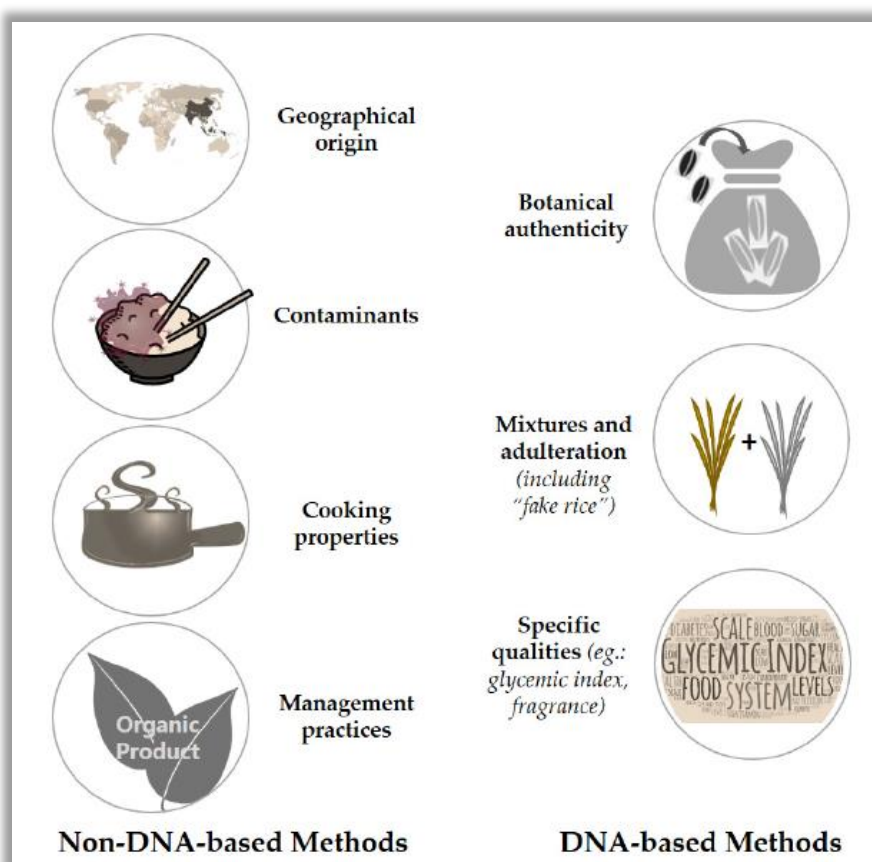 Geographical
origin
Contaminants
Cooking
properties
Organic
Product
Management
practices
Non-DNA-based Methods
Botanical
authenticity
Mixtures and
adulteration
(including
"fake rice")
+
Specific
qualities (eg.:
glycemic index,
fragrance)
DIABETES SCALE BLOOD SUGAR
GLYCEMIC INDEX
FOOD SYSTEM LEVELS
DNA-based Methods